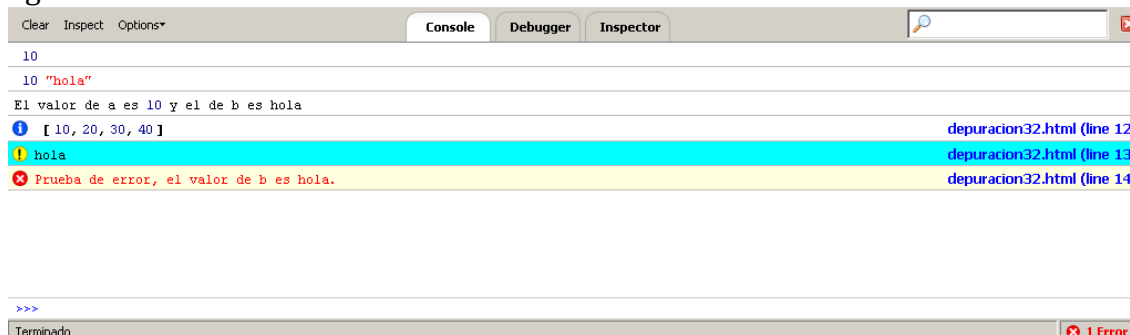 Clear Inspect Options Console Debugger Inspector
10
10 "hola"
El valor de a es 10 y el de b es hola
[ 10, 20, 30, 40 ] depuracion32.html (line 12
hola depuracion32.html (line 13
Prueba de error, el valor de b es hola. depuracion32.html (line 14
>>>
Terminado 1 Error